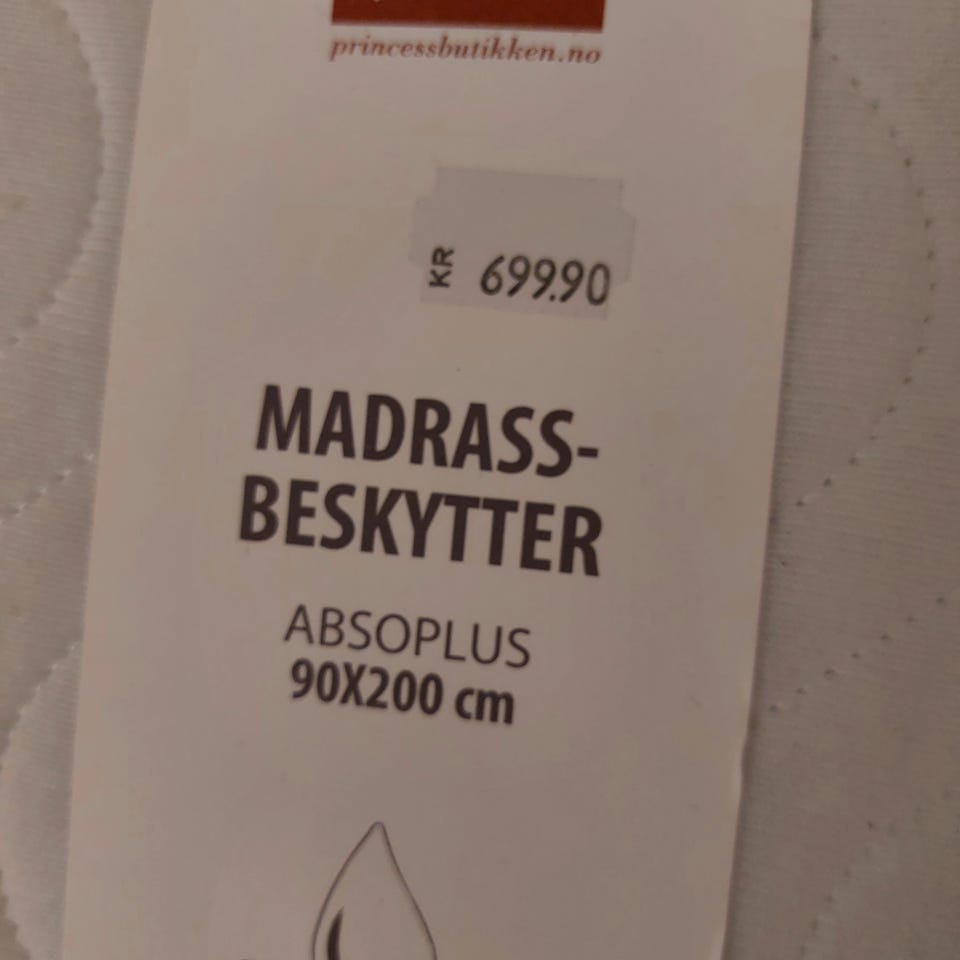 princessbutikken.no
KR 699.90
MADRASS-
BESKYTTER
ABSOPLUS
90X200 cm